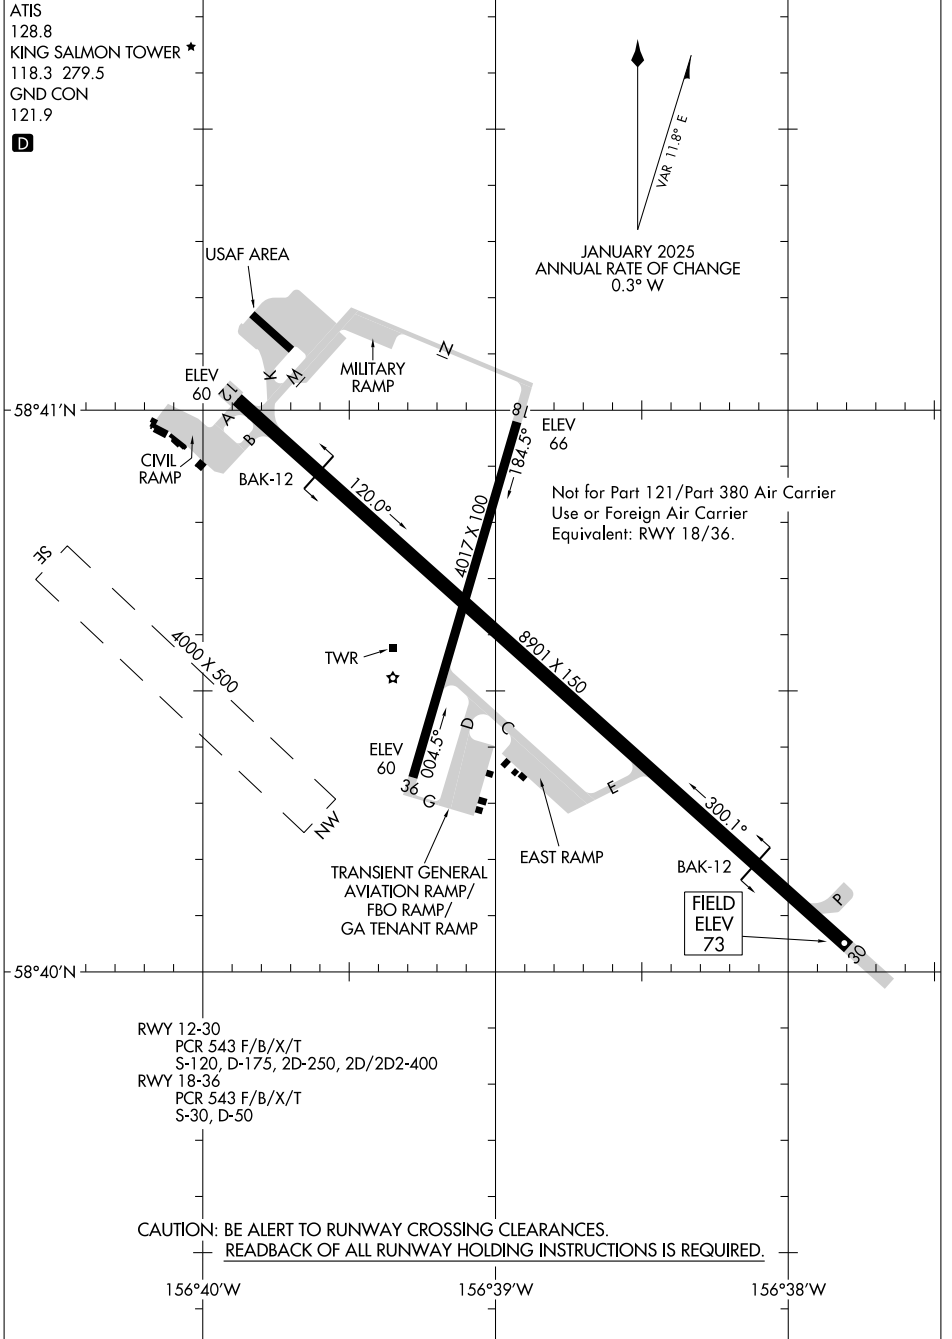 ATIS
128.8
KING SALMON TOWER ★
118.3 279.5
GND CON
121.9
D
VAR 11.8° E
JANUARY 2025
ANNUAL RATE OF CHANGE
0.3° W
USAF AREA
MILITARY
RAMP
Z
K
M
ELEV
60
12
A
B
58°41'N
CIVIL
RAMP
BAK-12
120.0°
18
ELEV
66
184.5°
4017 X 100
Not for Part 121/Part 380 Air Carrier
Use or Foreign Air Carrier
Equivalent: RWY 18/36.
SE
4000 X 500
NW
TWR
8901 X 150
D
C
E
ELEV
60
004.5°
36
G
TRANSIENT GENERAL
AVIATION RAMP/
FBO RAMP/
GA TENANT RAMP
EAST RAMP
300.1°
BAK-12
P
FIELD
ELEV
73
30
58°40'N
RWY 12-30
PCR 543 F/B/X/T
S-120, D-175, 2D-250, 2D/2D2-400
RWY 18-36
PCR 543 F/B/X/T
S-30, D-50
CAUTION: BE ALERT TO RUNWAY CROSSING CLEARANCES.
READBACK OF ALL RUNWAY HOLDING INSTRUCTIONS IS REQUIRED.
156°40'W
156°39'W
156°38'W